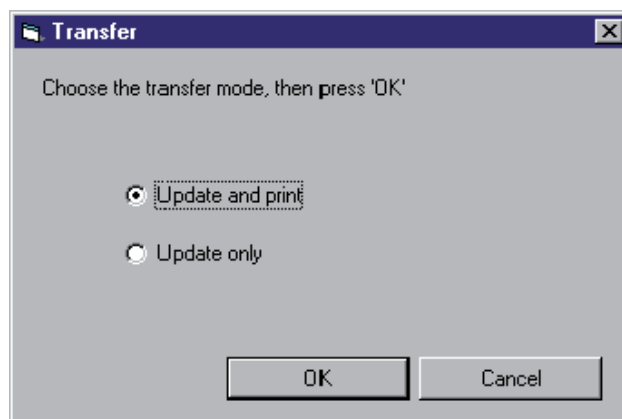 Transfer
Choose the transfer mode, then press 'OK'
Update and print
Update only
OK
Cancel